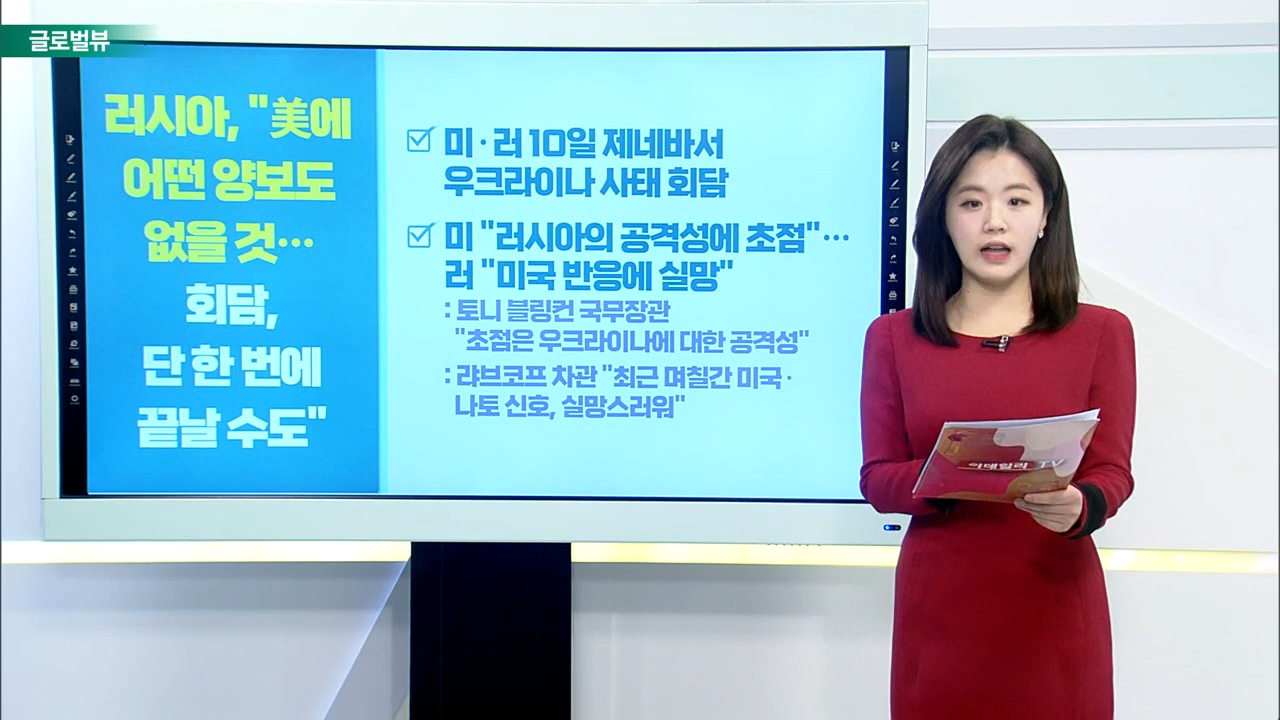 글로벌뷰
러시아, "美에
어떤 양보도
없을 것…
회담,
단 한 번에
끝날 수도"
미·러 10일 제네바서
우크라이나 사태 회담
미 "러시아의 공격성에 초점"…
러 "미국 반응에 실망"
: 토니 블링컨 국무장관
"초점은 우크라이나에 대한 공격성"
: 랴브코프 차관 "최근 며칠간 미국·
나토 신호, 실망스러워"
이데일리 TV